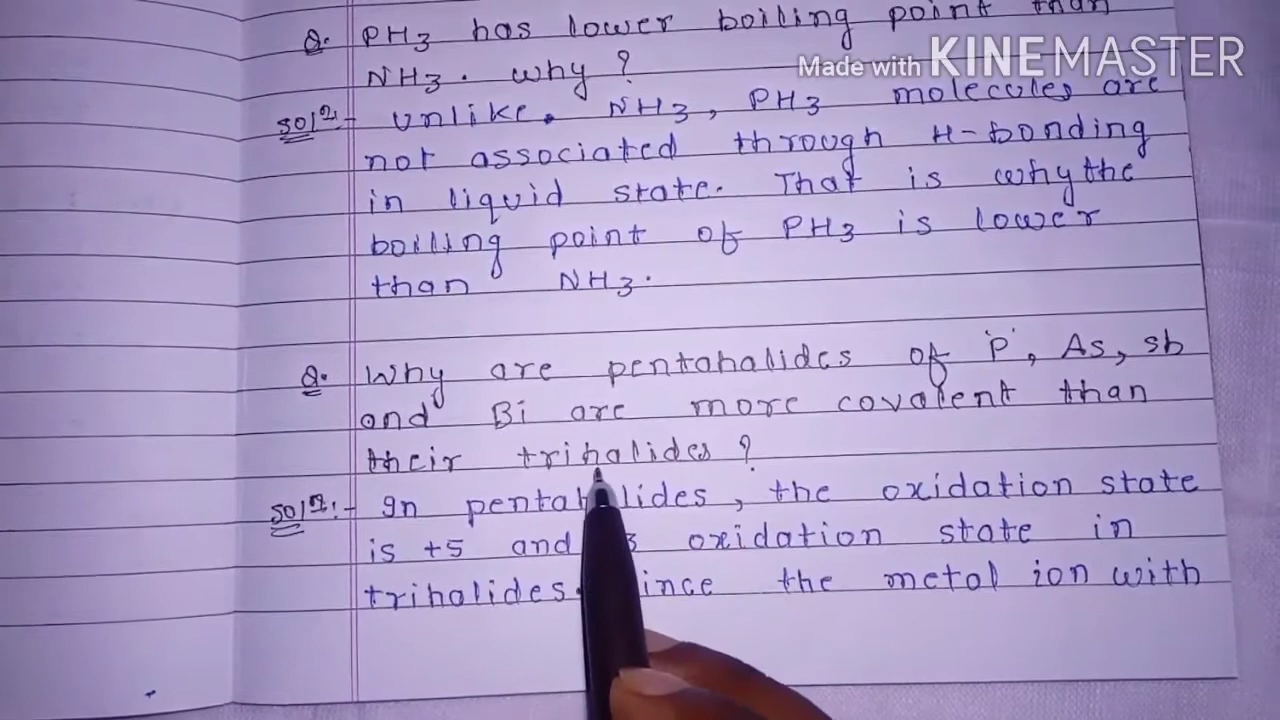 Q. PH3 has lower boiling point than
NH3. why?
Made with KINEMASTER
Soln:- Unlike. NH3, PH3 molecules are
not associated through H-bonding
in liquid state. That is why the
boiling point of PH3 is lower
than NH3.
Q. Why are pentahalides of 'P', As, sb
and Bi are more covalent than
their trihalides?
Soln:- In pentahalides, the oxidation state
is +5 and oxidation state in
trihalides. the metal ion with